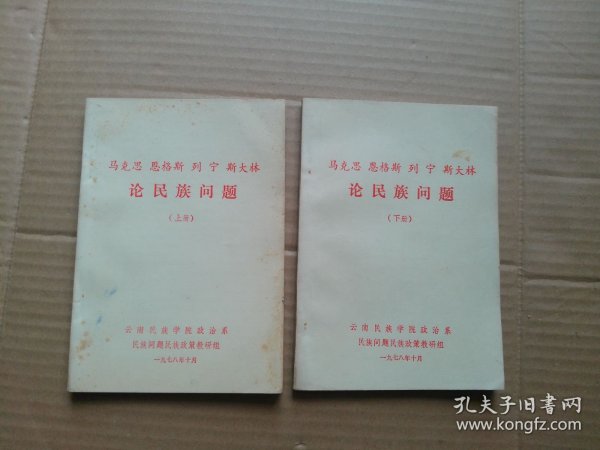 马克思 恩格斯 列 宁 斯大林
论民族问题
（上册）
云南民族学院政治系
民族问题民族政策教研组
一九七八年十月
马克思 恩格斯 列 宁 斯大林
论民族问题
（下册）
云南民族学院政治系
民族问题民族政策教研组
一九七八年十月
孔夫子旧书网
www.kongfz.com